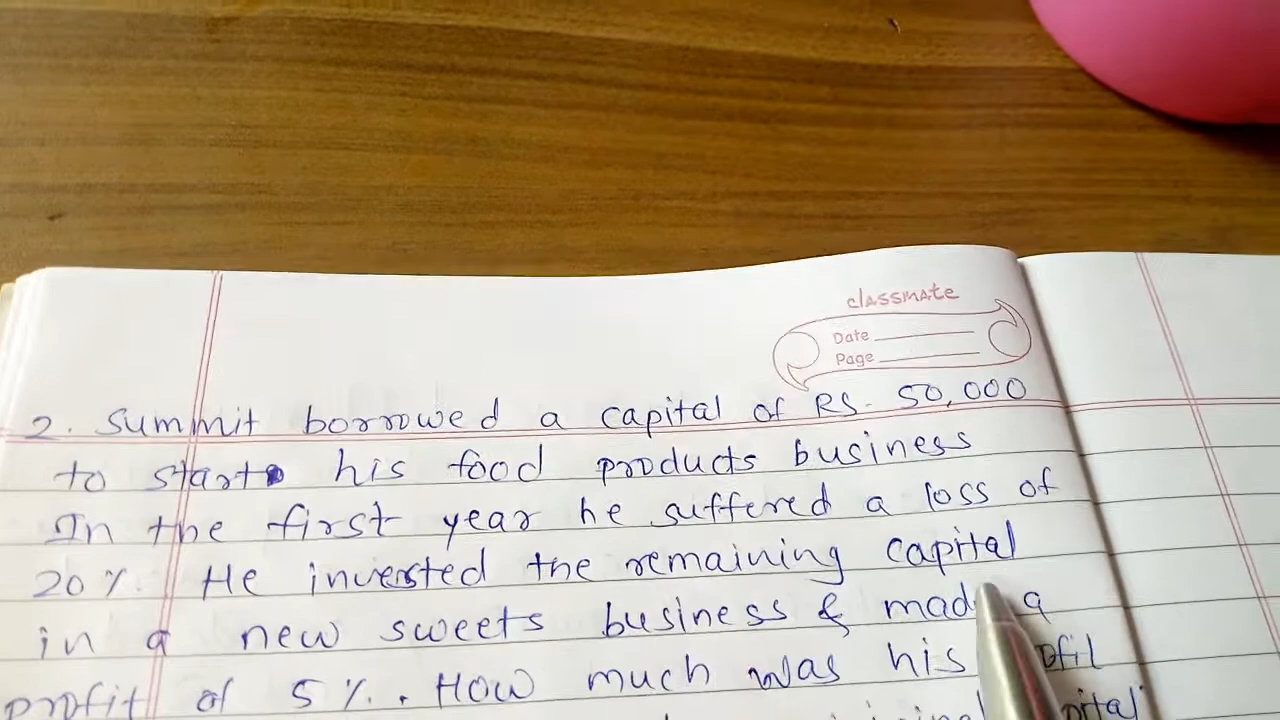 classmate
Date
Page
2. Summit borrowed a capital of RS. 50,000
to start his food products business
In the first year he suffered a loss of
20%. He invested the remaining capital
in a new sweets business & mad a
profit of 5%. How much was his ofit